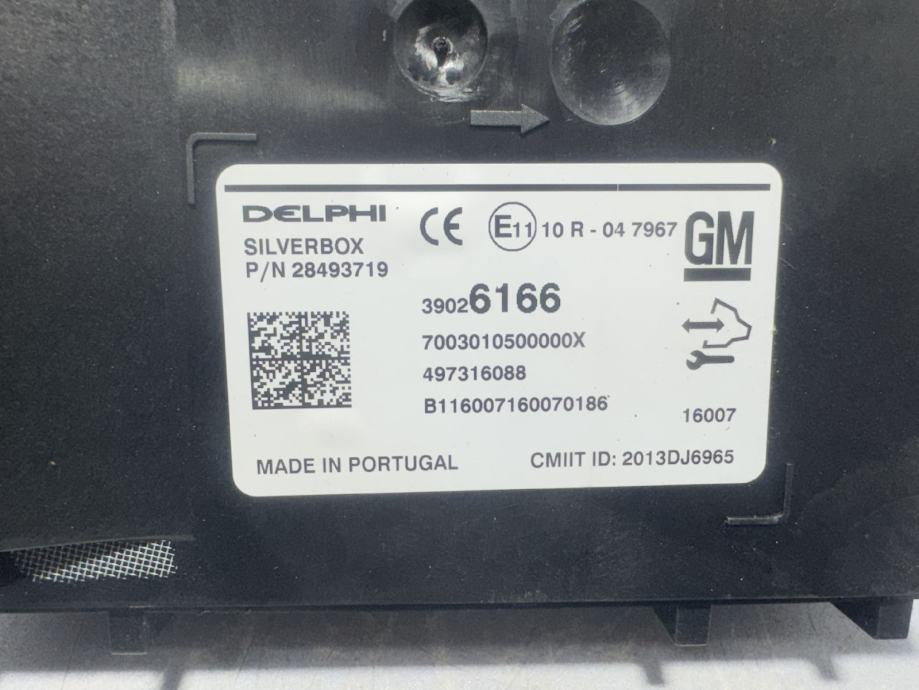 DELPHI
SILVERBOX
P/N 28493719
CE
E11 10 R - 04 7967
GM
39026166
7003010500000X
497316088
B116007160070186
16007
MADE IN PORTUGAL
CMIIT ID: 2013DJ6965